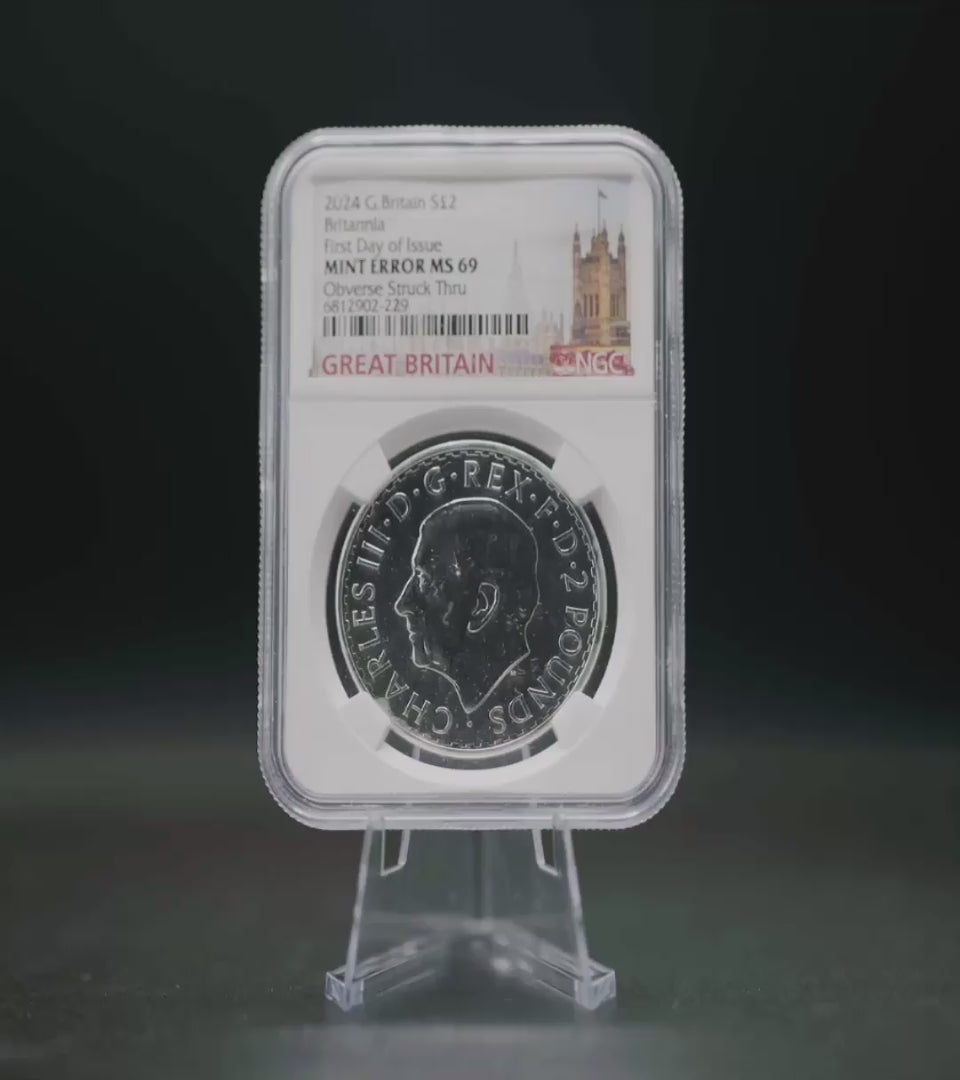 2024 G.Britain S£2
Britannia
First Day of Issue
MINT ERROR MS 69
Obverse Struck Thru
6812902-229
GREAT BRITAIN
NGC
CHARLES III·D·G·REX·F·D·2 POUNDS·